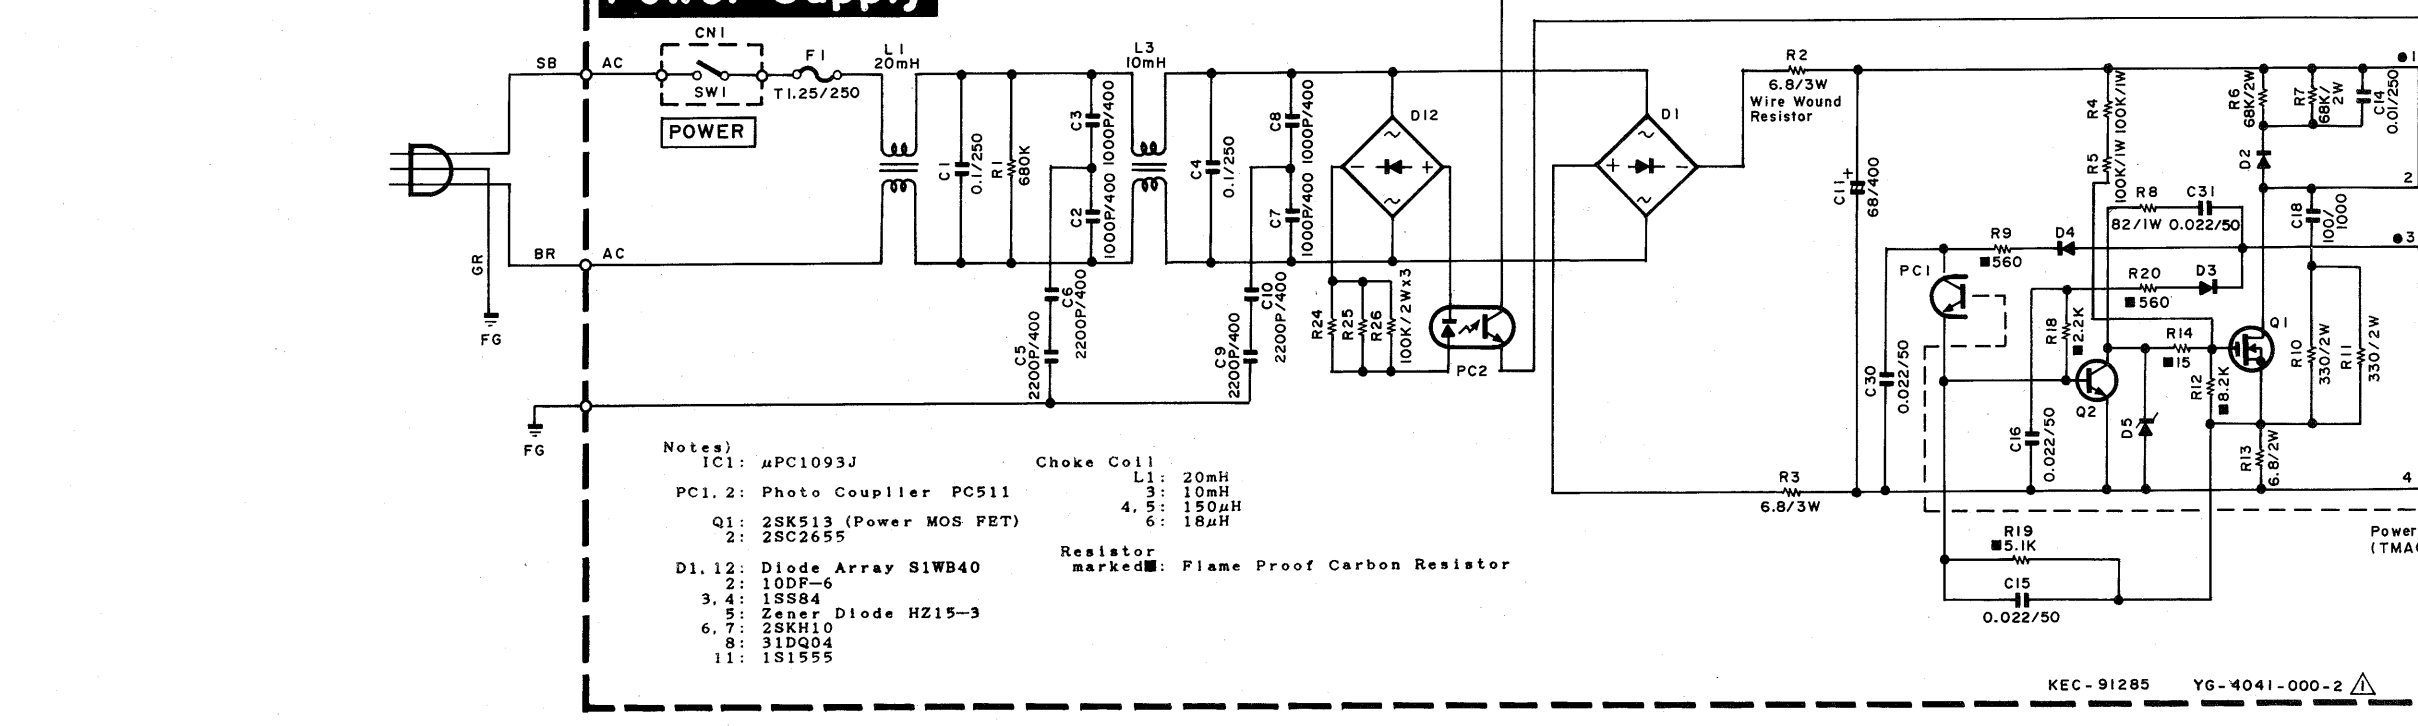 Power Supply
CN1
SB
AC
SW1
F1
T1.25/250
POWER
L1
20mH
C1
0.1/250
R1
680K
C3
1000P/400
C2
1000P/400
L3
10mH
C4
0.1/250
C8
1000P/400
C7
1000P/400
D12
~
-
+
~
D1
~
+
-
~
R2
6.8/3W
Wire Wound
Resistor
C11
+
68/400
R4
100K/1W
R5
100K/1W
R6
68K/2W
R7
68K/
2W
C14
0.01/250
●1
D2
2
R8
82/1W
C31
0.022/50
C18
100/
1000
●3
R9
■560
D4
PC1
R20
■560
D3
BR
AC
GR
FG
C6
2200P/400
C5
2200P/400
C10
2200P/400
C9
2200P/400
R24
R25
R26
100K/2W×3
PC2
C30
0.022/50
R18
■2.2K
Q2
R14
■15
R12
■8.2K
Q1
R10
330/2W
R11
330/2W
C16
0.022/50
D5
R13
6.8/2W
4
FG
R3
6.8/3W
Notes)
IC1: μPC1093J
PC1, 2: Photo Coupller PC511
Q1: 2SK513 (Power MOS FET)
2: 2SC2655
D1, 12: Diode Array S1WB40
2: 10DF-6
3, 4: 1SS84
5: Zener Diode HZ15-3
6, 7: 2SKH10
8: 31DQ04
11: 1S1555
Choke Coil
L1: 20mH
3: 10mH
4, 5: 150μH
6: 18μH
Resistor
marked■: Flame Proof Carbon Resistor
R19
■5.1K
C15
0.022/50
Power
(TMA
KEC-91285 YG-4041-000-2 1